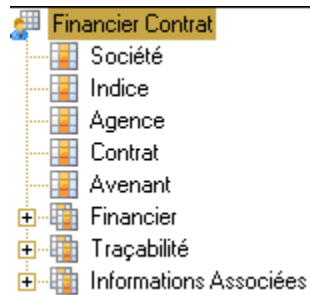 Financier Contrat
Société
Indice
Agence
Contrat
Avenant
Financier
Traçabilité
Informations Associées